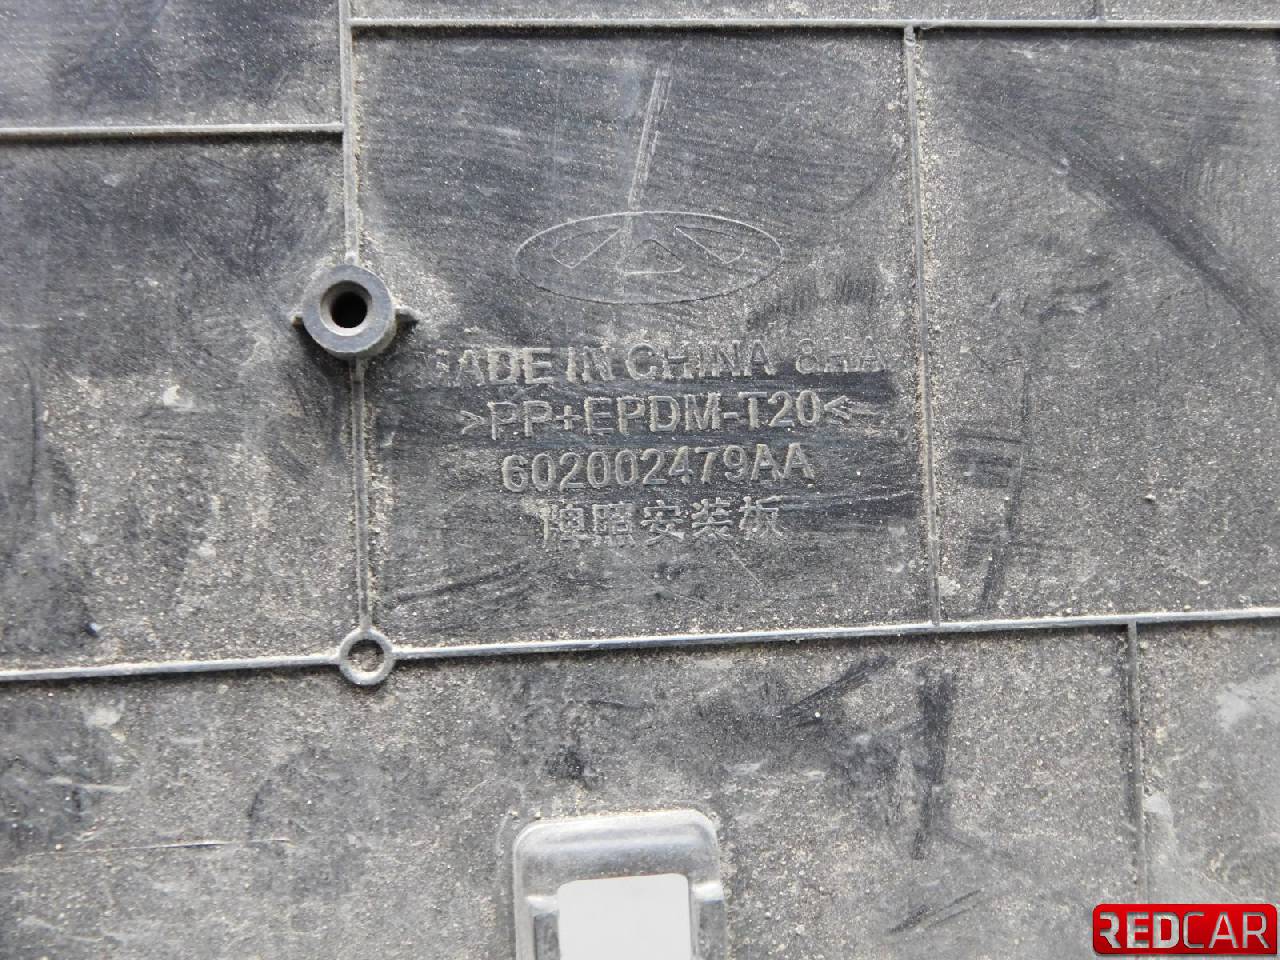 MADE IN CHINA
>PP+EPDM-T20<
602002479AA
牌照安装板
REDCAR